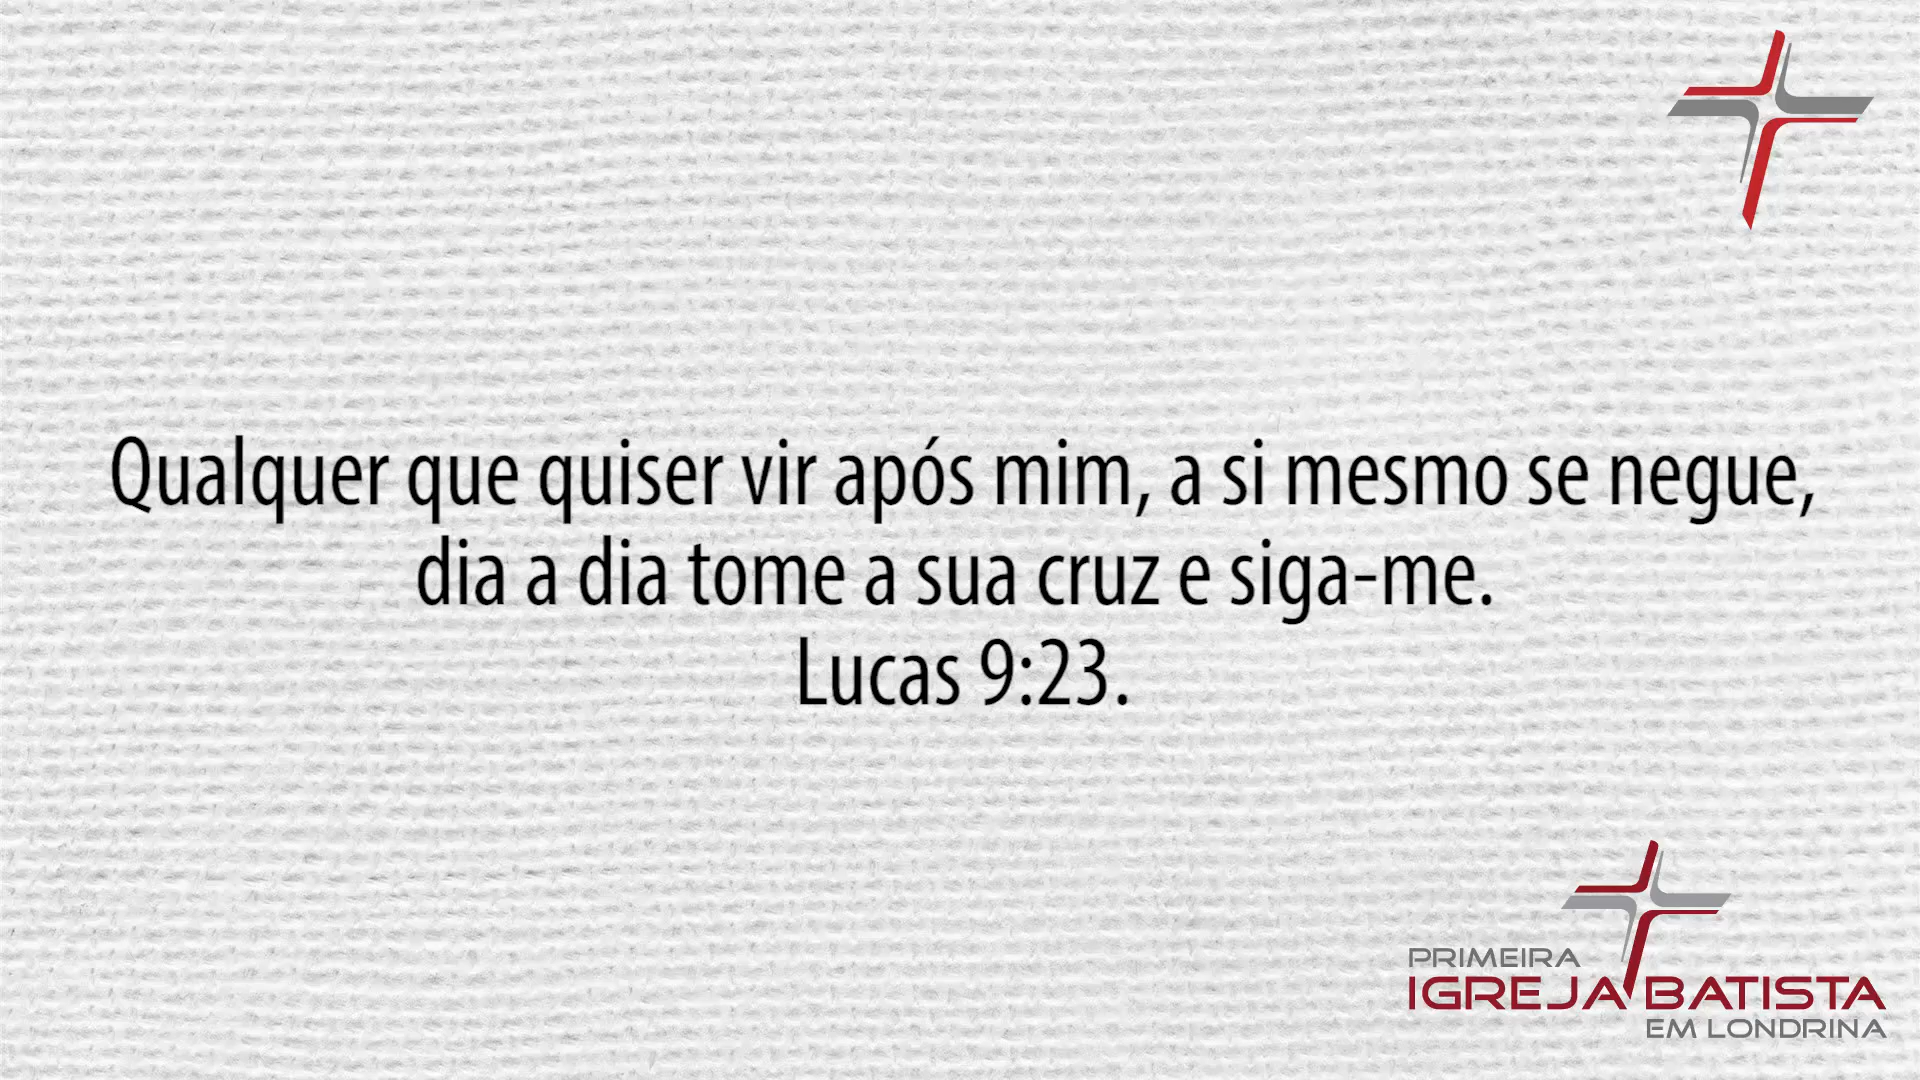 Qualquer que quiser vir após mim, a si mesmo se negue,
dia a dia tome a sua cruz e siga-me.
Lucas 9:23.
PRIMEIRA
IGREJA BATISTA
EM LONDRINA